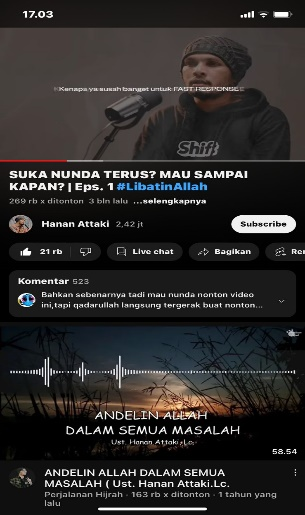 17.03
Kenapa ya susah banget untuk FAST RESPONSE
Shift
SUKA NUNDA TERUS? MAU SAMPAI
KAPAN? | Eps. 1 #LibatinAllah
269 rb x ditonton 3 bln lalu ...selengkapnya
Hanan Attaki 2,42 jt
Subscribe
21 rb
Live chat
Bagikan
Re
Komentar 523
Bahkan sebenarnya tadi mau nunda nonton video
ini,tapi qadarullah langsung tergerak buat nonton...
ANDELIN ALLAH
DALAM SEMUA MASALAH
Ust. Hanan Attaki.Lc.
58.54
ANDELIN ALLAH DALAM SEMUA
MASALAH ( Ust. Hanan Attaki.Lc.
Perjalanan Hijrah · 163 rb x ditonton · 1 tahun yang
lalu